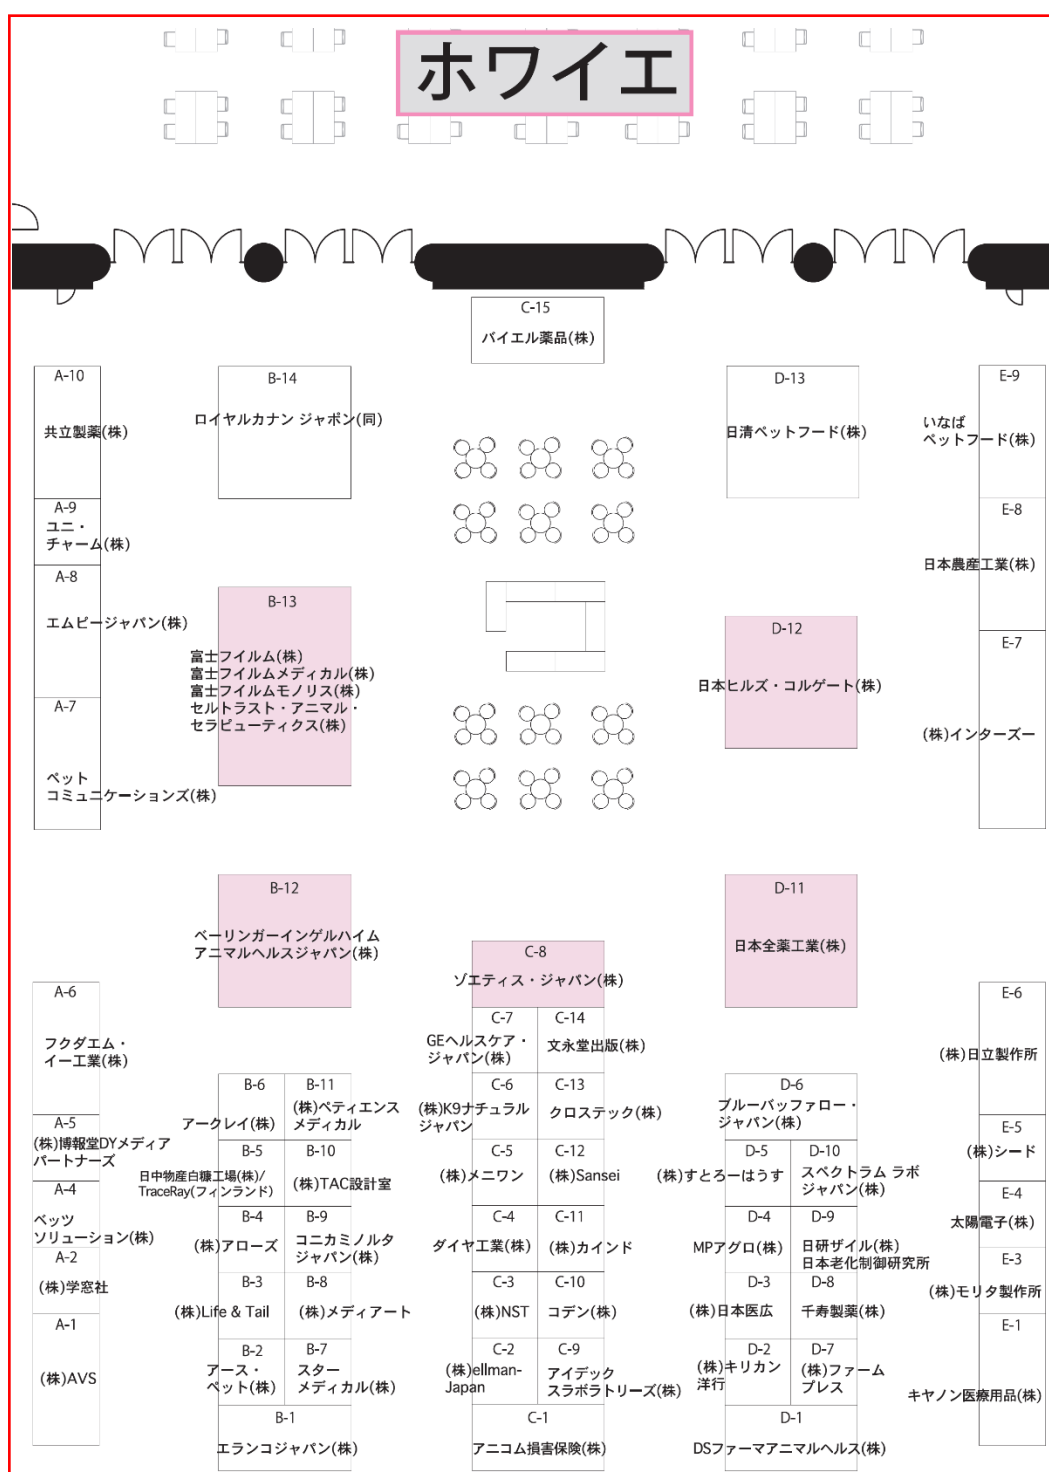 ホワイエ
C-15
バイエル薬品(株)
A-10
共立製薬(株)
B-14
ロイヤルカナン ジャポン(同)
D-13
日清ペットフード(株)
E-9
いなば
ペットフード(株)
A-9
ユニ・
チャーム(株)
E-8
日本農産工業(株)
A-8
エムピージャパン(株)
B-13
富士フイルム(株)
富士フイルムメディカル(株)
富士フイルムモノリス(株)
セルトラスト・アニマル・
セラピューティクス(株)
D-12
日本ヒルズ・コルゲート(株)
E-7
(株)インターズー
A-7
ペット
コミュニケーションズ(株)
B-12
ベーリンガーインゲルハイム
アニマルヘルスジャパン(株)
D-11
日本全薬工業(株)
C-8
ゾエティス・ジャパン(株)
A-6
フクダエム・
イー工業(株)
C-7
GEヘルスケア・
ジャパン(株)
C-14
文永堂出版(株)
E-6
(株)日立製作所
B-6
アークレイ(株)
B-11
(株)ペティエンス
メディカル
C-6
(株)K9ナチュラル
ジャパン
C-13
クロステック(株)
D-6
ブルーバッファロー・
ジャパン(株)
A-5
(株)博報堂DYメディア
パートナーズ
B-5
日中物産白糠工場(株)/
TraceRay(フィンランド)
B-10
(株)TAC設計室
C-5
(株)メニワン
C-12
(株)Sansei
D-5
(株)すとろーはうす
D-10
スペクトラム ラボ
ジャパン(株)
E-5
(株)シード
A-4
ベッツ
ソリューション(株)
B-4
(株)アローズ
B-9
コニカミノルタ
ジャパン(株)
C-4
ダイヤ工業(株)
C-11
(株)カインド
D-4
MPアグロ(株)
D-9
日研ザイル(株)
日本老化制御研究所
E-4
太陽電子(株)
A-2
(株)学窓社
B-3
(株)Life & Tail
B-8
(株)メディアート
C-3
(株)NST
C-10
コデン(株)
D-3
(株)日本医広
D-8
千寿製薬(株)
E-3
(株)モリタ製作所
A-1
(株)AVS
B-2
アース・
ペット(株)
B-7
スター
メディカル(株)
C-2
(株)ellman-
Japan
C-9
アイデック
スラボラトリーズ(株)
D-2
(株)キリカン
洋行
D-7
(株)ファーム
プレス
E-1
キヤノン医療用品(株)
B-1
エランコジャパン(株)
C-1
アニコム損害保険(株)
D-1
DSファーマアニマルヘルス(株)